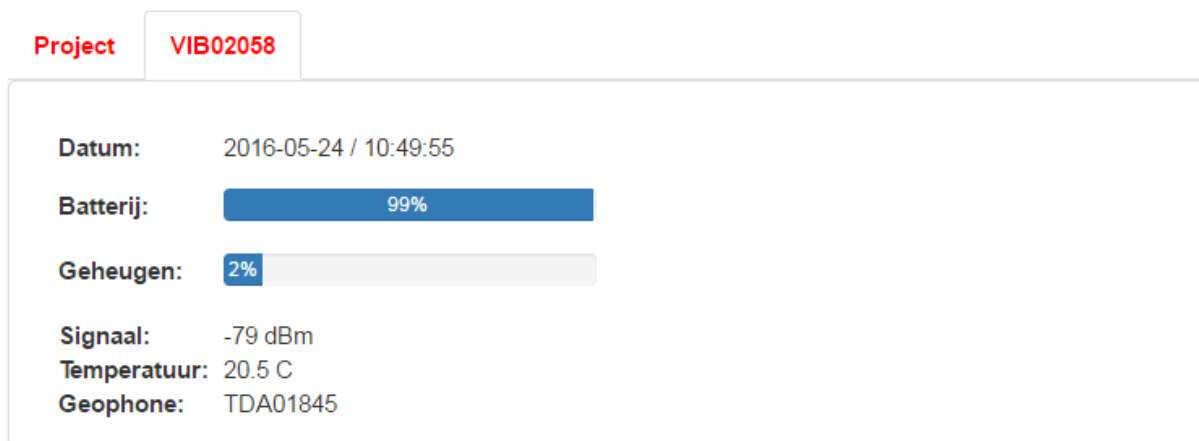 Project VIB02058
Datum: 2016-05-24 / 10:49:55
Batterij: 99%
Geheugen: 2%
Signaal: -79 dBm
Temperatuur: 20.5 C
Geophone: TDA01845